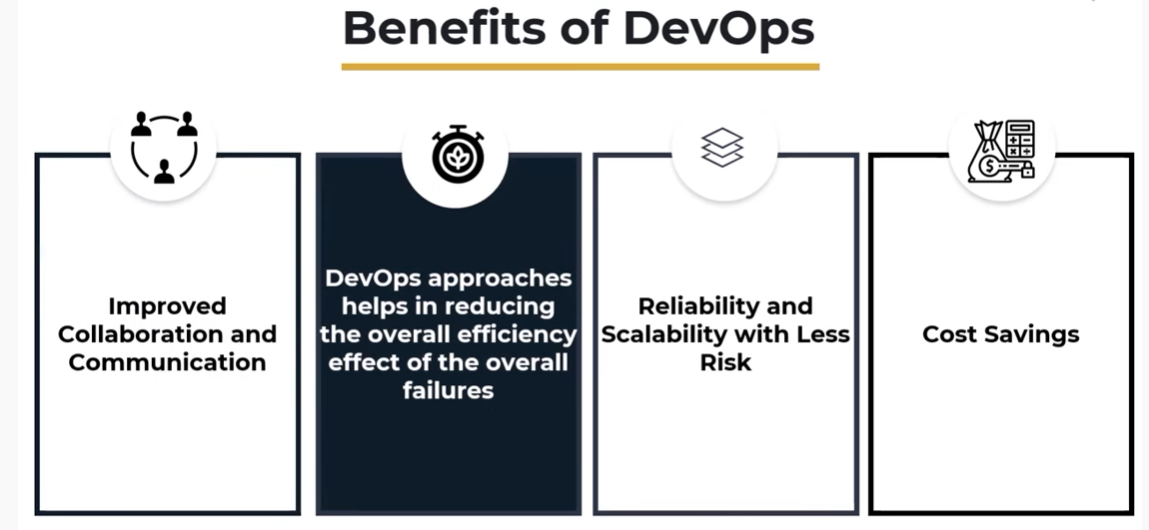 Benefits of DevOps
Improved
Collaboration and
Communication
DevOps approaches
helps in reducing
the overall efficiency
effect of the overall
failures
Reliability and
Scalability with Less
Risk
Cost Savings